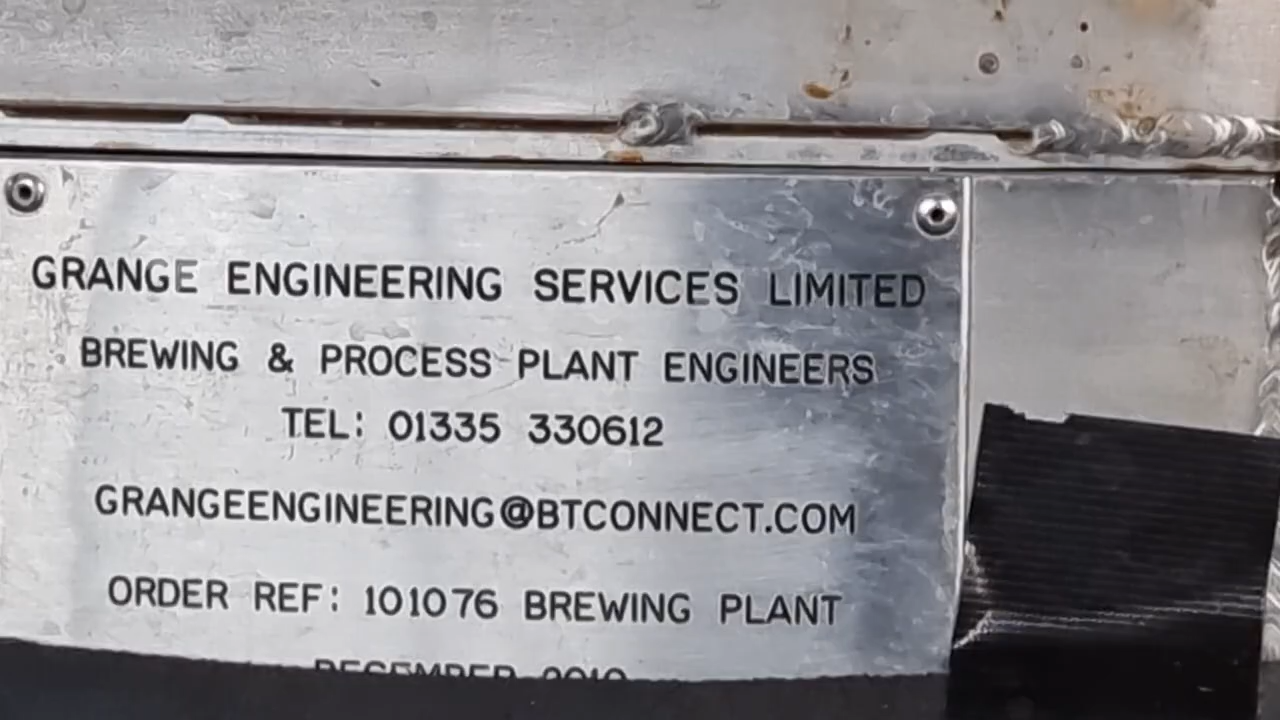 GRANGE ENGINEERING SERVICES LIMITED
BREWING & PROCESS PLANT ENGINEERS
TEL: 01335 330612
GRANGEENGINEERING@BTCONNECT.COM
ORDER REF: 101076 BREWING PLANT
DECEMBER